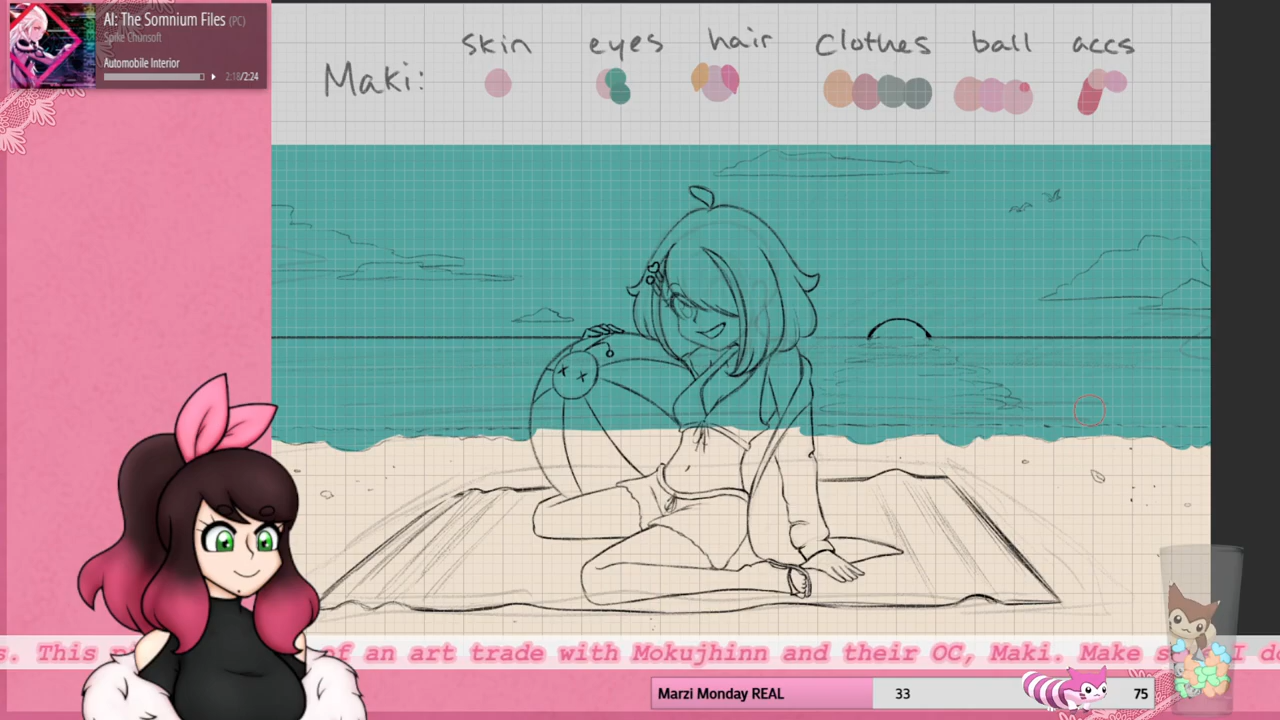 AI: The Somnium Files (PC)
Spike Chunsoft
Automobile Interior
2:18/2:24
skin eyes hair Clothes ball accs
Maki:
s. This of an art trade with Mokujhinn and their OC, Maki. Make I do
Marzi Monday REAL 33 75